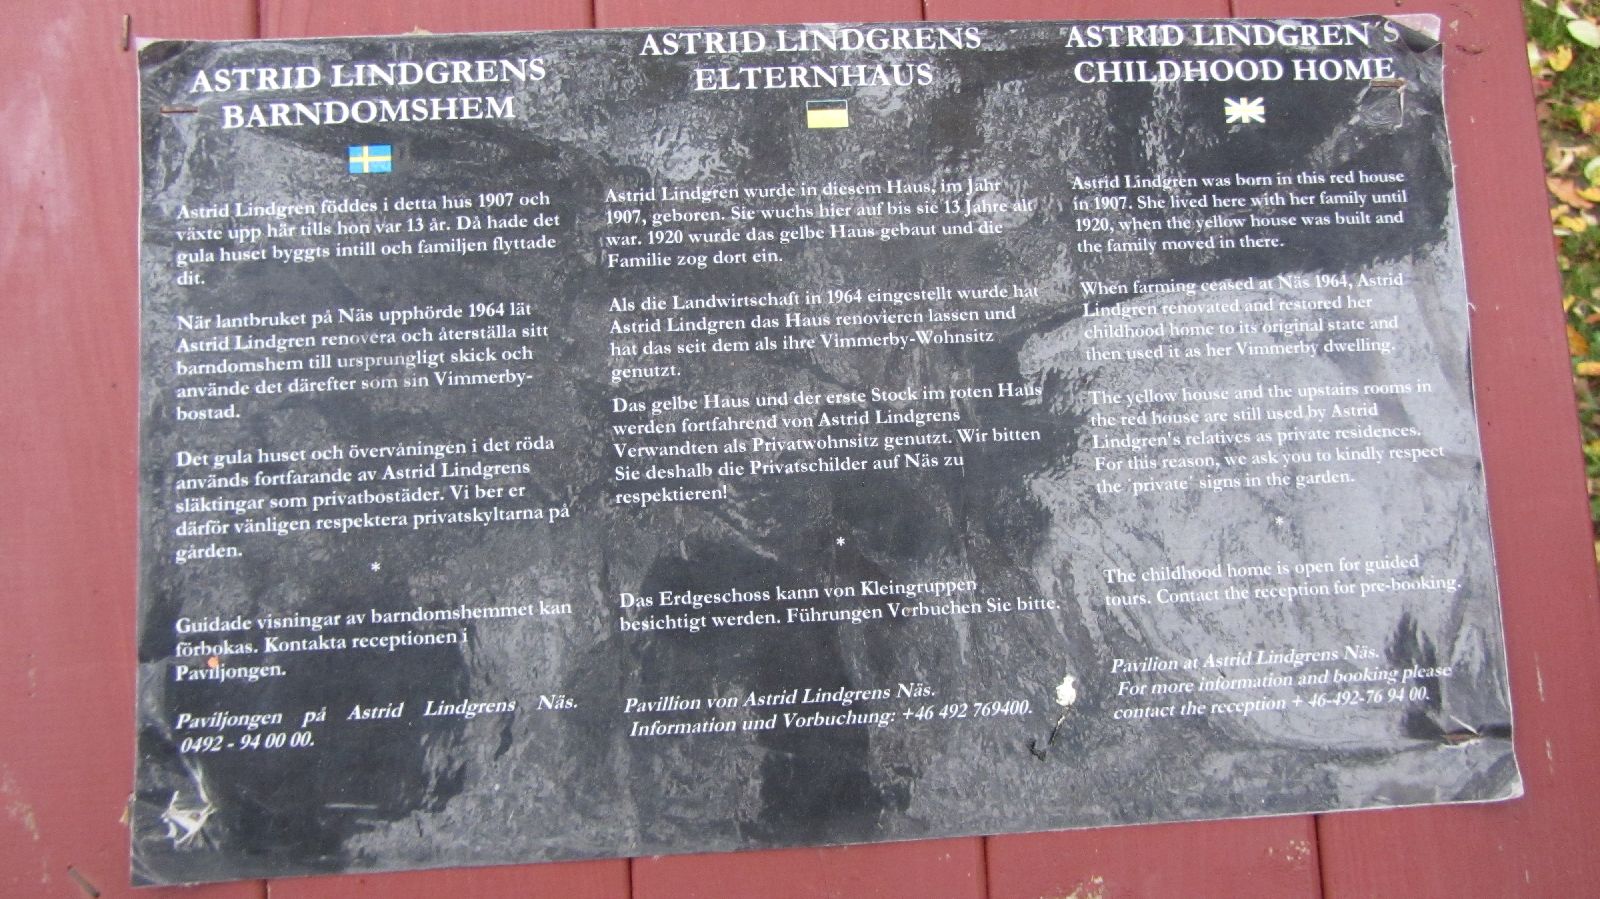 ASTRID LINDGRENS
BARNDOMSHEM
Astrid Lindgren föddes i detta hus 1907 och
växte upp här tills hon var 13 år. Då hade det
gula huset byggts intill och familjen flyttade
dit.
När lantbruket på Näs upphörde 1964 lät
Astrid Lindgren renovera och återställa sitt
barndomshem till ursprungligt skick och
använde det därefter som sin Vimmerby-
bostad.
Det gula huset och övervåningen i det röda
används fortfarande av Astrid Lindgrens
släktingar som privatbostäder. Vi ber er
därför vänligen respektera privatskyltarna på
gården.
*
Guidade visningar av barndomshemmet kan
förbokas. Kontakta receptionen i
Paviljongen.
Paviljongen på Astrid Lindgrens Näs.
0492 - 94 00 00.
ASTRID LINDGRENS
ELTERNHAUS
Astrid Lindgren wurde in diesem Haus, im Jahr
1907, geboren. Sie wuchs hier auf bis sie 13 Jahre alt
war. 1920 wurde das gelbe Haus gebaut und die
Familie zog dort ein.
Als die Landwirtschaft in 1964 eingestellt wurde hat
Astrid Lindgren das Haus renovieren lassen und
hat das seit dem als ihre Vimmerby-Wohnsitz
genutzt.
Das gelbe Haus und der erste Stock im roten Haus
werden fortfahrend von Astrid Lindgrens
Verwandten als Privatwohnsitz genutzt. Wir bitten
Sie deshalb die Privatschilder auf Näs zu
respektieren!
*
Das Erdgeschoss kann von Kleingruppen
besichtigt werden. Führungen Vorbuchen Sie bitte.
Pavillion von Astrid Lindgrens Näs.
Information und Vorbuchung: +46 492 769400.
ASTRID LINDGREN´S
CHILDHOOD HOME
Astrid Lindgren was born in this red house
in 1907. She lived here with her family until
1920, when the yellow house was built and
the family moved in there.
When farming ceased at Näs 1964, Astrid
Lindgren renovated and restored her
childhood home to its original state and
then used it as her Vimmerby dwelling.
The yellow house and the upstairs rooms in
the red house are still used by Astrid
Lindgren's relatives as private residences.
For this reason, we ask you to kindly respect
the ´private´ signs in the garden.
*
The childhood home is open for guided
tours. Contact the reception for pre-booking.
Pavilion at Astrid Lindgrens Näs.
For more information and booking please
contact the reception + 46-492-76 94 00.